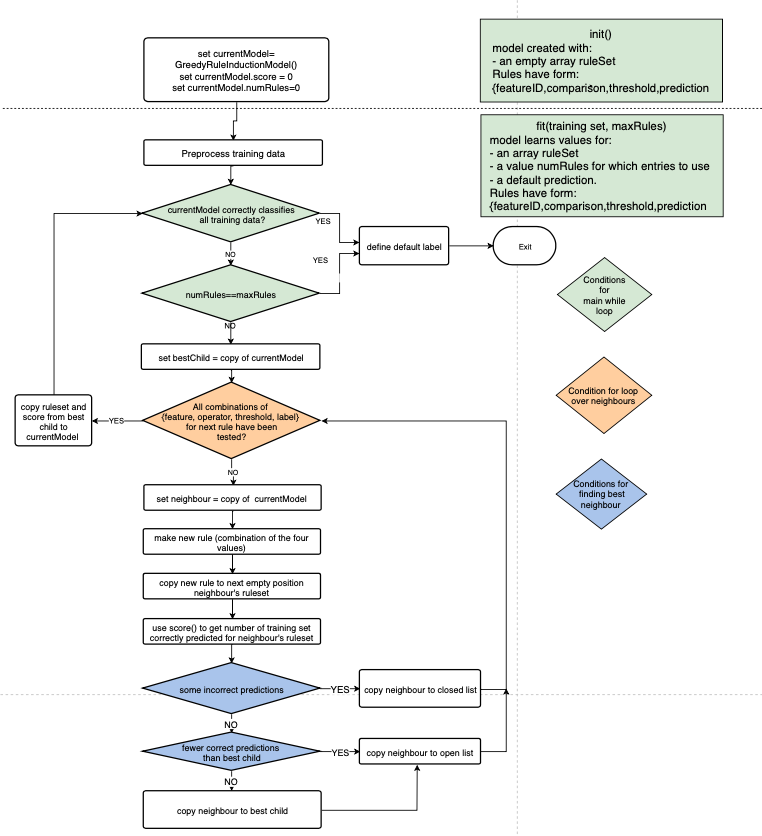 set currentModel=
GreedyRuleInductionModel()
set currentModel.score = 0
set currentModel.numRules=0
init()
model created with:
- an empty array ruleSet
Rules have form:
{featureID,comparison,threshold,prediction
Preprocess training data
fit(training set, maxRules)
model learns values for:
- an array ruleSet
- a value numRules for which entries to use
- a default prediction.
Rules have form:
{featureID,comparison,threshold,prediction
currentModel correctly classifies
all training data?
YES
NO
define default label
Exit
YES
numRules==maxRules
NO
Conditions
for
main while
loop
set bestChild = copy of currentModel
All combinations of
{feature, operator, threshold, label}
for next rule have been
tested?
YES
copy ruleset and
score from best
child to
currentModel
NO
Condition for loop
over neighbours
set neighbour = copy of currentModel
Conditions for
finding best
neighbour
make new rule (combination of the four
values)
copy new rule to next empty position
neighbour's ruleset
use score() to get number of training set
correctly predicted for neighbour's ruleset
some incorrect predictions
YES
copy neighbour to closed list
NO
fewer correct predictions
than best child
YES
copy neighbour to open list
NO
copy neighbour to best child